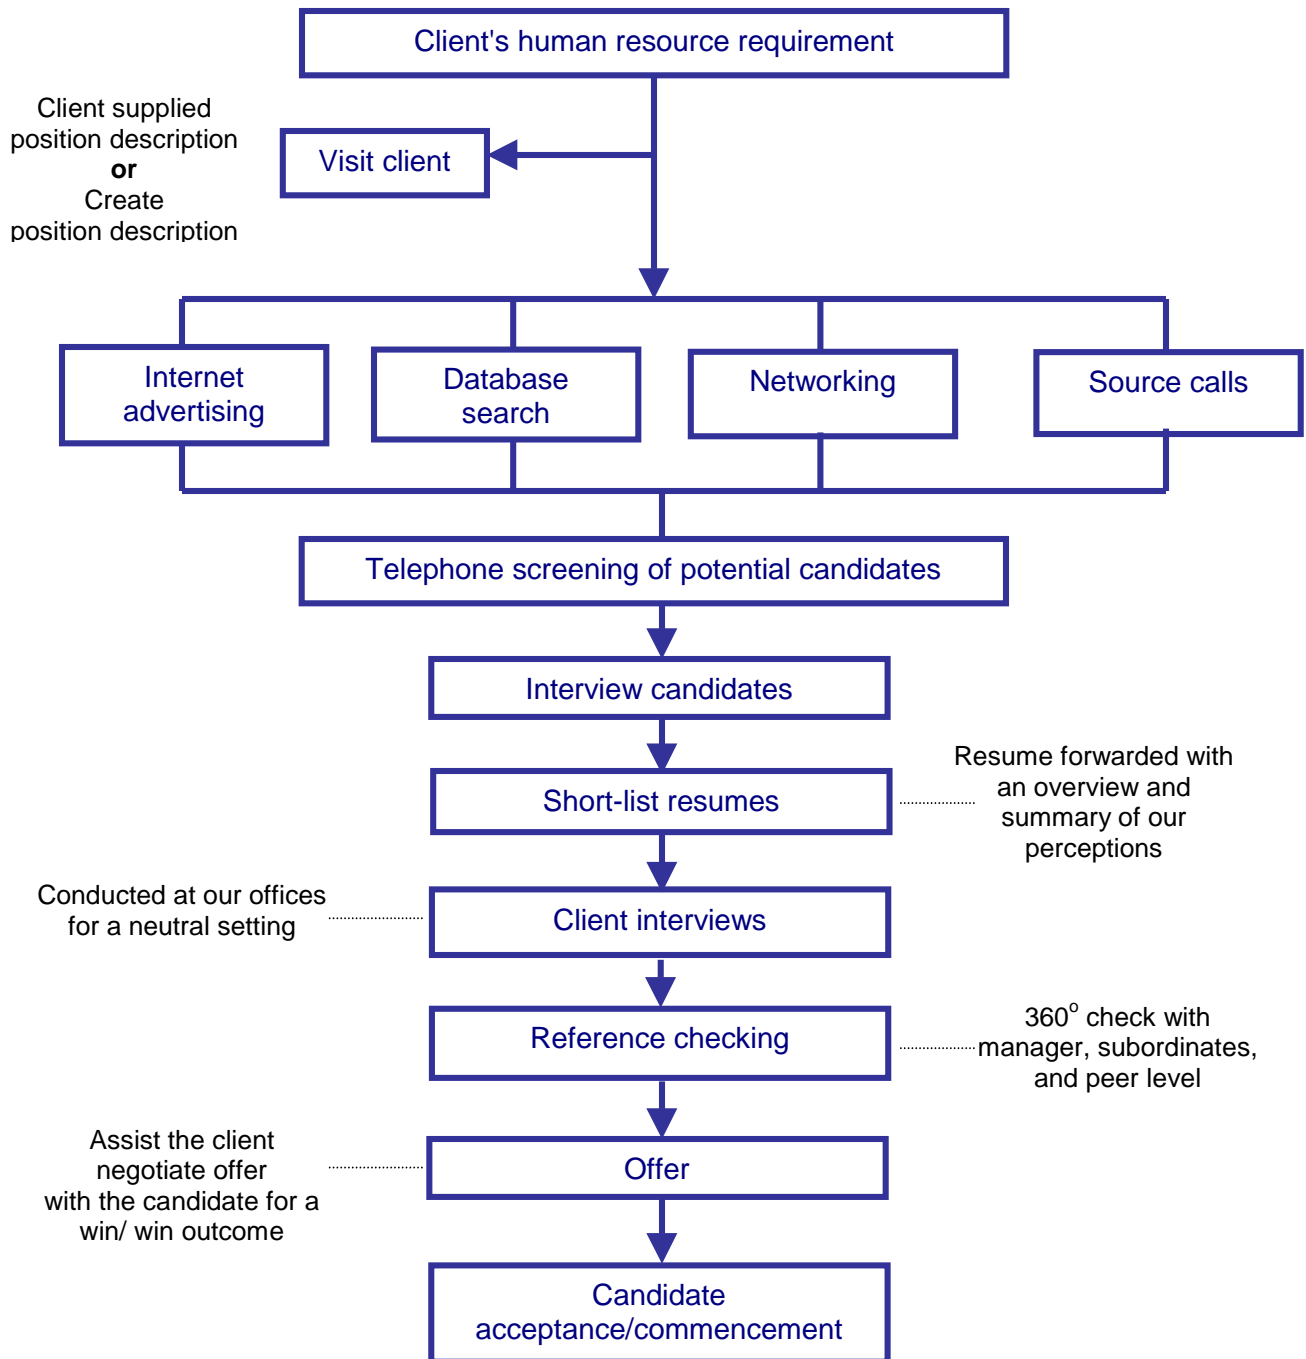 Client's human resource requirement
Client supplied
position description
or
Create
position description
Visit client
Internet
advertising
Database
search
Networking
Source calls
Telephone screening of potential candidates
Interview candidates
Short-list resumes
Resume forwarded with
an overview and
summary of our
perceptions
Conducted at our offices
for a neutral setting
Client interviews
Reference checking
360° check with
manager, subordinates,
and peer level
Assist the client
negotiate offer
with the candidate for a
win/ win outcome
Offer
Candidate
acceptance/commencement